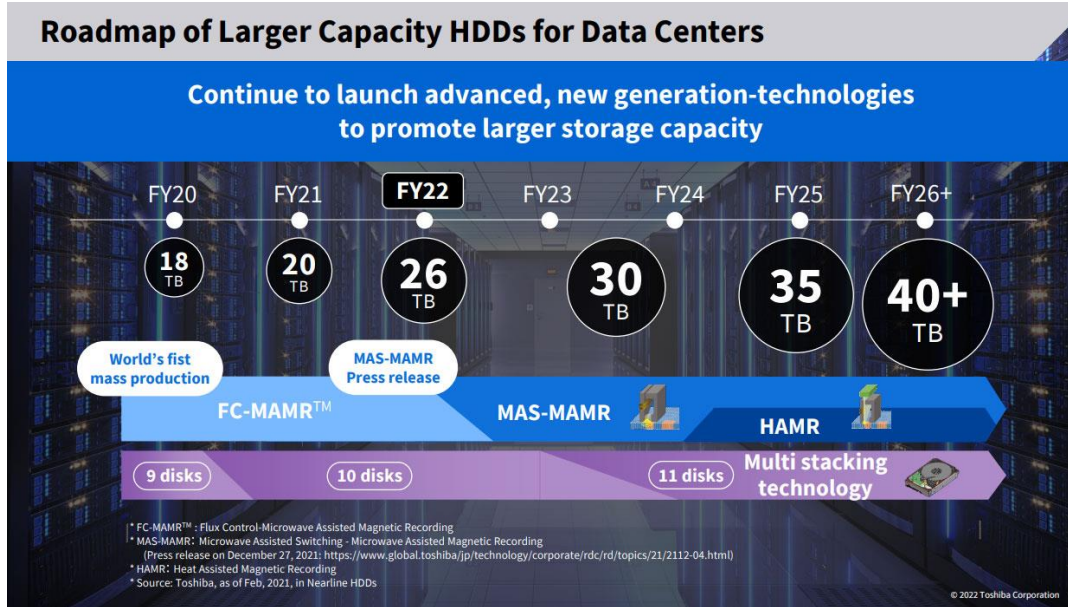 Roadmap of Larger Capacity HDDs for Data Centers
Continue to launch advanced, new generation-technologies
to promote larger storage capacity
FY20
FY21
FY22
FY23
FY24
FY25
FY26+
18
TB
20
TB
26
TB
30
TB
35
TB
40+
TB
World's fist
mass production
MAS-MAMR
Press release
FC-MAMR™
MAS-MAMR
HAMR
9 disks
10 disks
11 disks
Multi stacking
technology
* FC-MAMR™ : Flux Control-Microwave Assisted Magnetic Recording
* MAS-MAMR: Microwave Assisted Switching - Microwave Assisted Magnetic Recording
(Press release on December 27, 2021: https://www.global.toshiba/jp/technology/corporate/rdc/rd/topics/21/2112-04.html)
* HAMR: Heat Assisted Magnetic Recording
* Source: Toshiba, as of Feb, 2021, in Nearline HDDs
© 2022 Toshiba Corporation